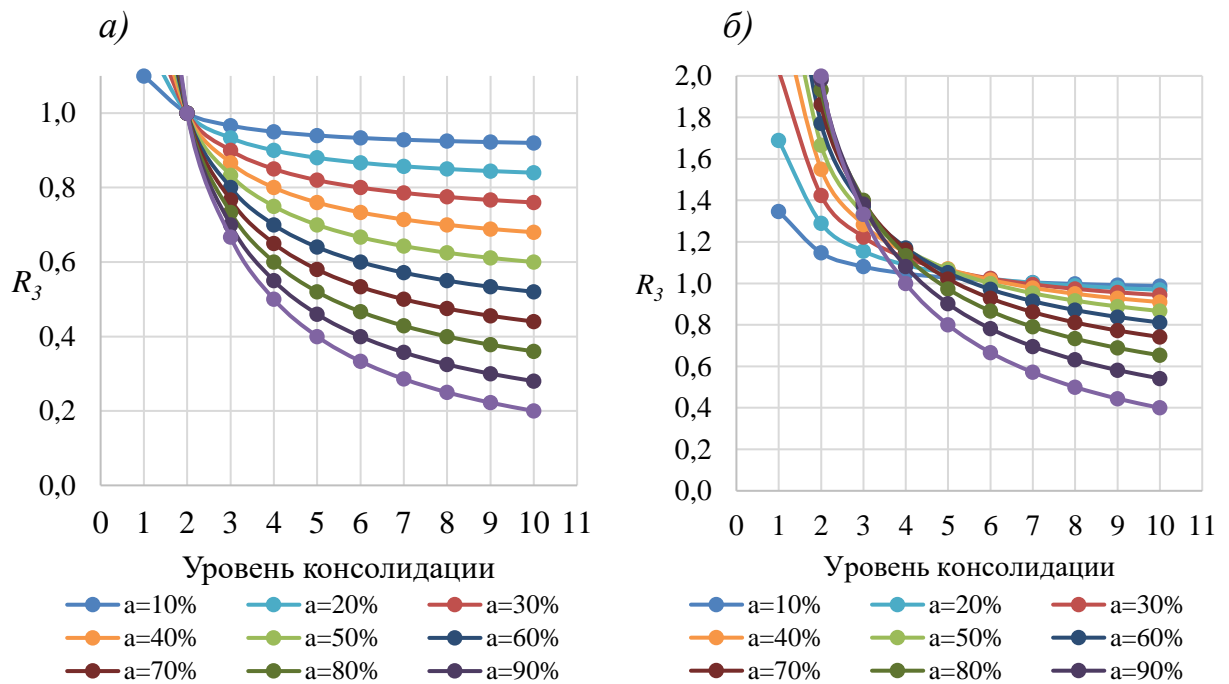 а)
1,0
0,8
0,6
R3
0,4
0,2
0,0
0 1 2 3 4 5 6 7 8 9 10 11
Уровень консолидации
a=10% a=20% a=30%
a=40% a=50% a=60%
a=70% a=80% a=90%
б)
2,0
1,8
1,6
1,4
1,2
1,0
R3
0,8
0,6
0,4
0,2
0,0
0 1 2 3 4 5 6 7 8 9 10 11
Уровень консолидации
a=10% a=20% a=30%
a=40% a=50% a=60%
a=70% a=80% a=90%